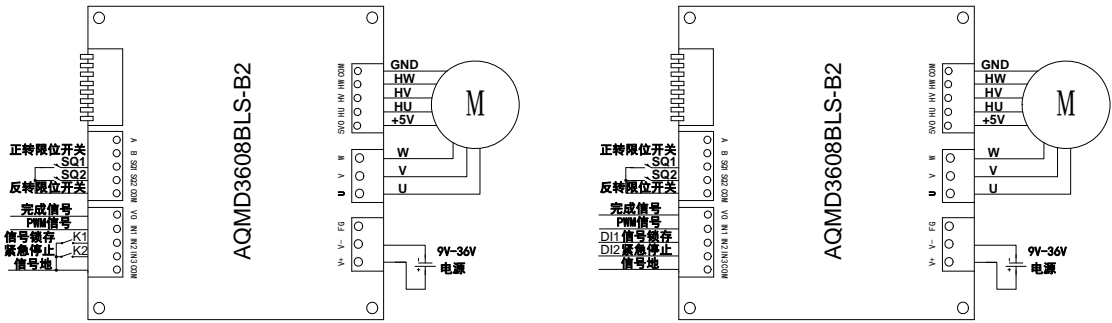 AQMD3608BLS-B2
正转限位开关
SQ1
SQ2
反转限位开关
完成信号
PWM信号
信号锁存 K1
紧急停止 K2
信号地
A B SQ1 SQ2 COM
VO IN1 IN2 IN3 COM
5VO HU HV HW COM
U V W
V+ V- FG
GND
HW
HV
HU
+5V
M
W
V
U
9V-36V
电源
AQMD3608BLS-B2
正转限位开关
SQ1
SQ2
反转限位开关
完成信号
PWM信号
DI1 信号锁存
DI2 紧急停止
信号地
A B SQ1 SQ2 COM
VO IN1 IN2 IN3 COM
5VO HU HV HW COM
U V W
V+ V- FG
GND
HW
HV
HU
+5V
M
W
V
U
9V-36V
电源